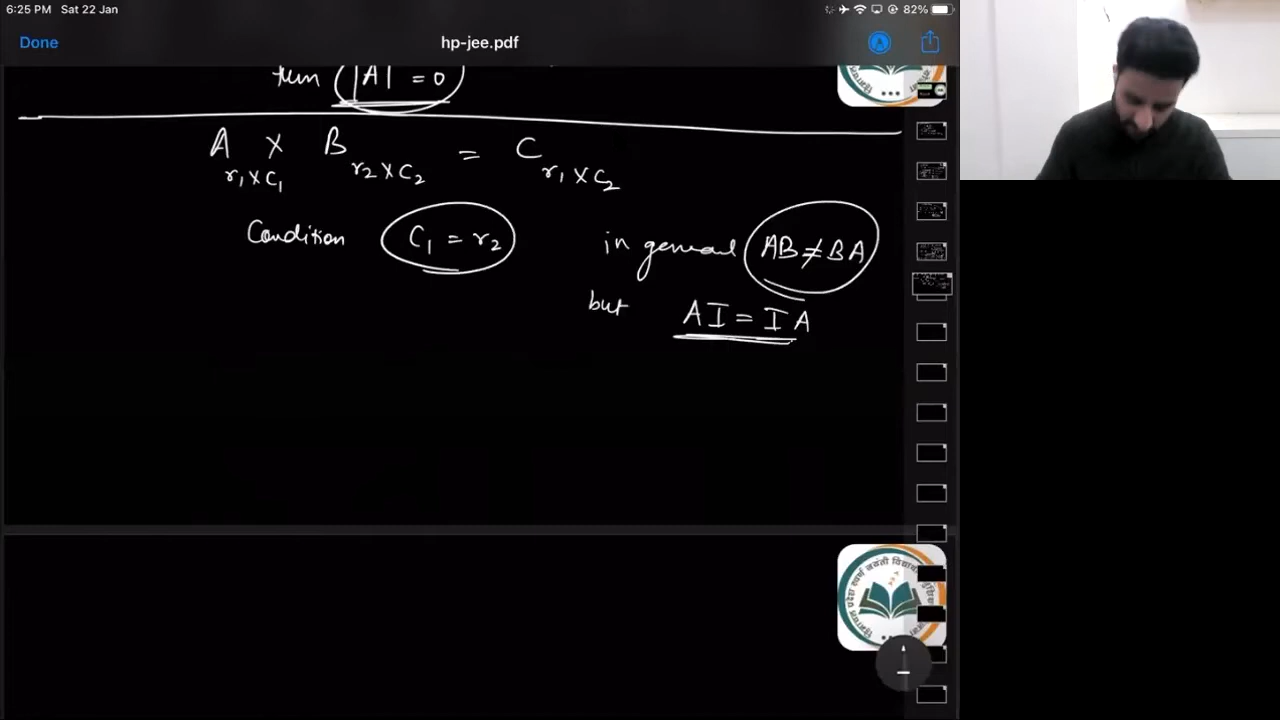 6:25 PM Sat 22 Jan
82%
Done
hp-jee.pdf
then |A| = 0
A × B = C
r₁×C₁ r₂×C₂ r₁×C₂
Condition C₁ = r₂
in general AB ≠ BA
but AI = IA